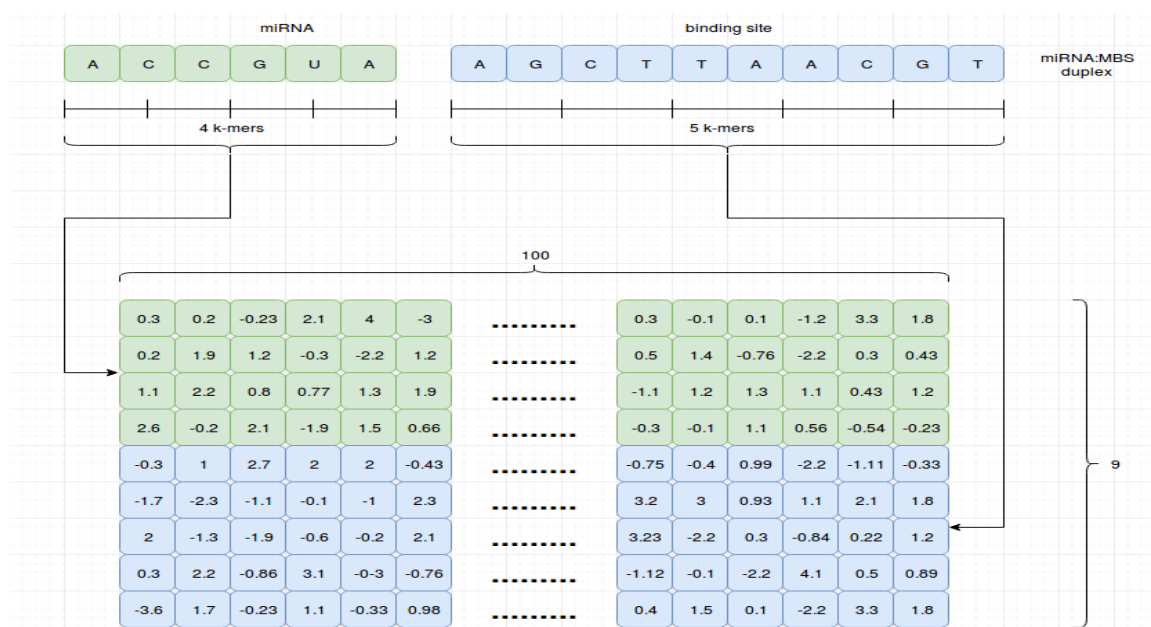 miRNA binding site
A C C G U A A G C T T A A C G T miRNA:MBS
duplex
4 k-mers 5 k-mers
100
0.3 0.2 -0.23 2.1 4 -3 ......... 0.3 -0.1 0.1 -1.2 3.3 1.8
0.2 1.9 1.2 -0.3 -2.2 1.2 ......... 0.5 1.4 -0.76 -2.2 0.3 0.43
1.1 2.2 0.8 0.77 1.3 1.9 ......... -1.1 1.2 1.3 1.1 0.43 1.2
2.6 -0.2 2.1 -1.9 1.5 0.66 ......... -0.3 -0.1 1.1 0.56 -0.54 -0.23
-0.3 1 2.7 2 2 -0.43 ......... -0.75 -0.4 0.99 -2.2 -1.11 -0.33 9
-1.7 -2.3 -1.1 -0.1 -1 2.3 ......... 3.2 3 0.93 1.1 2.1 1.8
2 -1.3 -1.9 -0.6 -0.2 2.1 ......... 3.23 -2.2 0.3 -0.84 0.22 1.2
0.3 2.2 -0.86 3.1 -0-3 -0.76 ......... -1.12 -0.1 -2.2 4.1 0.5 0.89
-3.6 1.7 -0.23 1.1 -0.33 0.98 ......... 0.4 1.5 0.1 -2.2 3.3 1.8